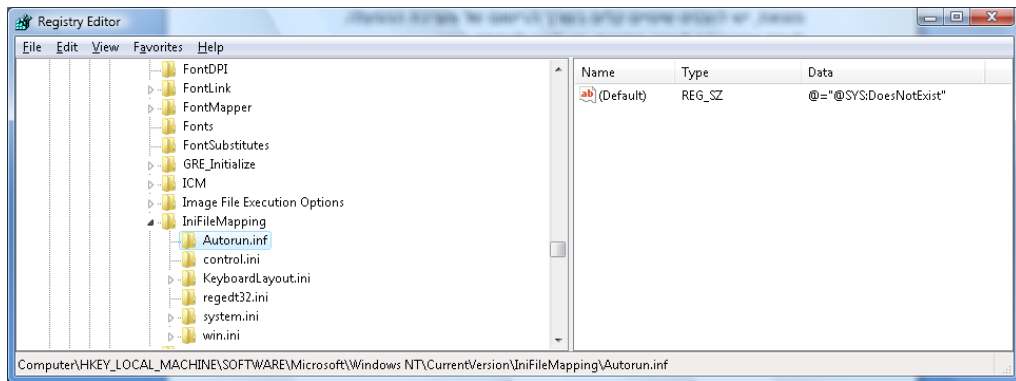 Registry Editor
File Edit View Favorites Help
FontDPI
FontLink
FontMapper
Fonts
FontSubstitutes
GRE_Initialize
ICM
Image File Execution Options
IniFileMapping
Autorun.inf
control.ini
KeyboardLayout.ini
regedt32.ini
system.ini
win.ini
Name Type Data
ab (Default) REG_SZ @="@SYS:DoesNotExist"
Computer\HKEY_LOCAL_MACHINE\SOFTWARE\Microsoft\Windows NT\CurrentVersion\IniFileMapping\Autorun.inf